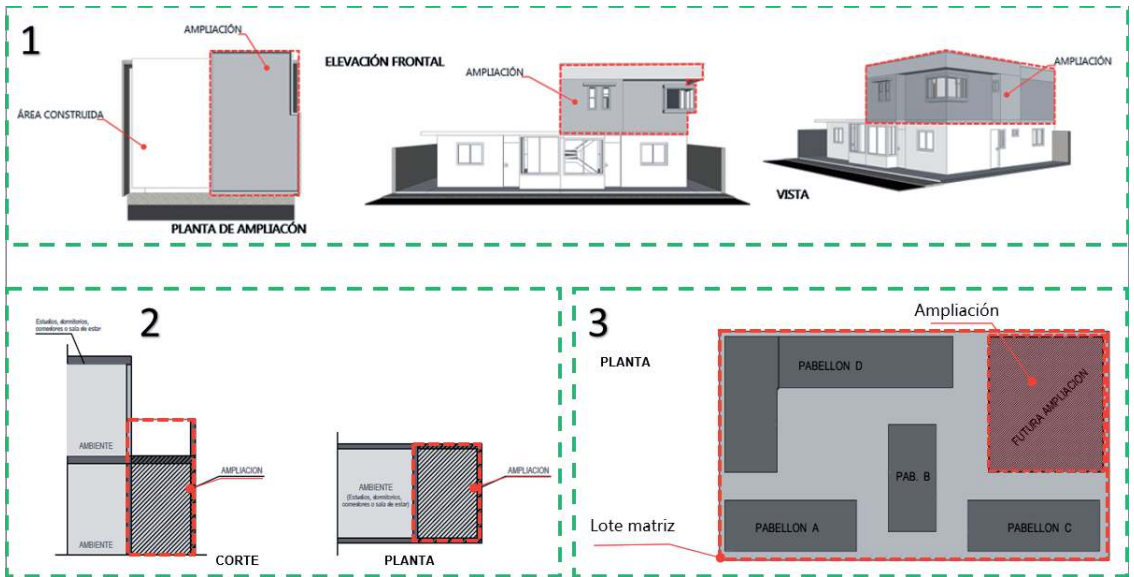 1
AMPLIACIÓN
ÁREA CONSTRUIDA
PLANTA DE AMPLIACÓN
ELEVACIÓN FRONTAL
AMPLIACIÓN
AMPLIACIÓN
VISTA
2
Estudios, dormitorios,
comedores o sala de estar
AMBIENTE
AMBIENTE
AMPLIACION
CORTE
AMBIENTE
(Estudios, dormitorios,
comedores o sala de estar)
AMPLIACION
PLANTA
3
PLANTA
Ampliación
PABELLON D
FUTURA AMPLIACION
PAB. B
PABELLON A
PABELLON C
Lote matriz